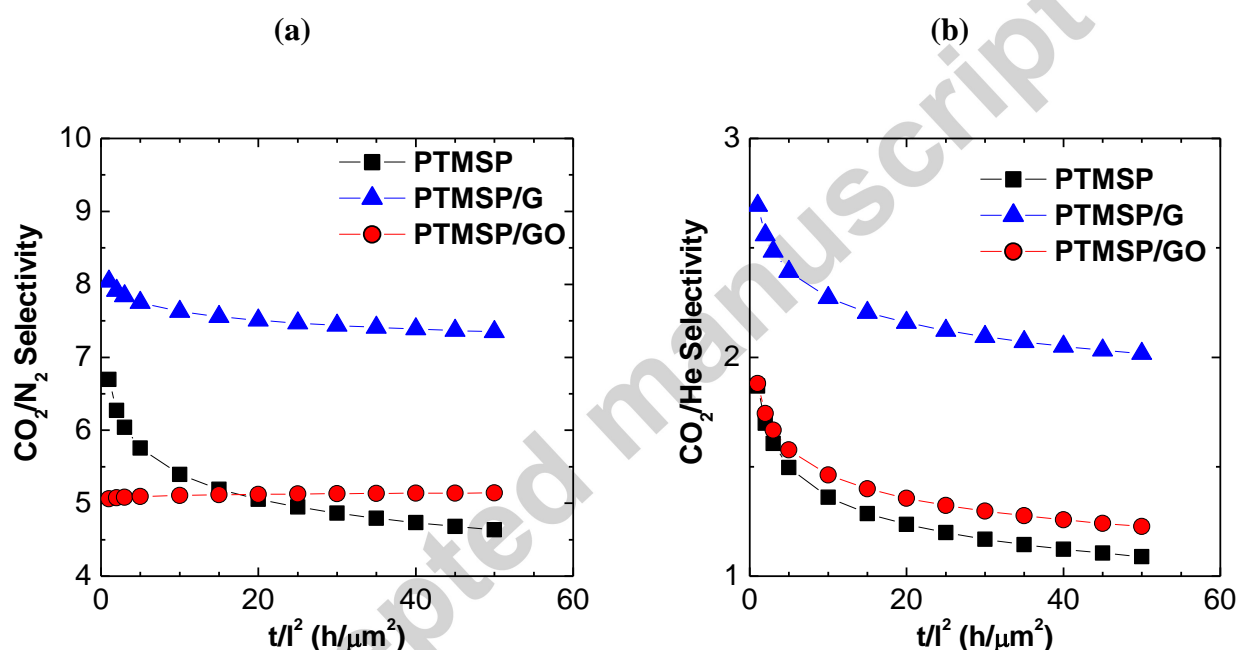 (a)
(b)
10
9
8
7
6
5
4
CO₂/N₂ Selectivity
PTMSP
PTMSP/G
PTMSP/GO
0
20
40
60
t/l² (h/μm²)
3
2
1
CO₂/He Selectivity
PTMSP
PTMSP/G
PTMSP/GO
0
20
40
60
t/l² (h/μm²)
cepted manuscript